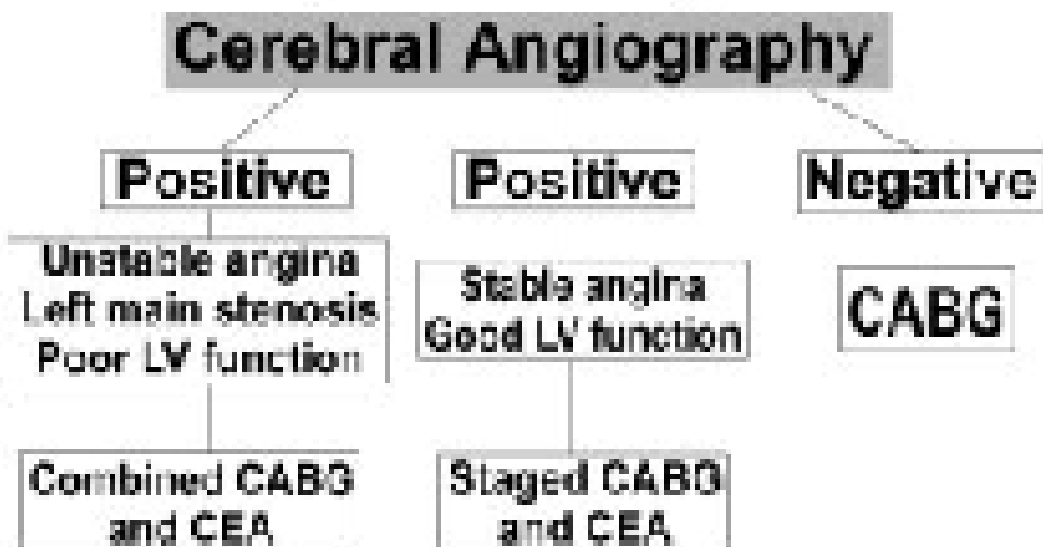 Cerebral Angiography
Positive
Positive
Negative
Unstable angina
Left main stenosis
Poor LV function
Stable angina
Good LV function
CABG
Combined CABG
and CEA
Staged CABG
and CEA